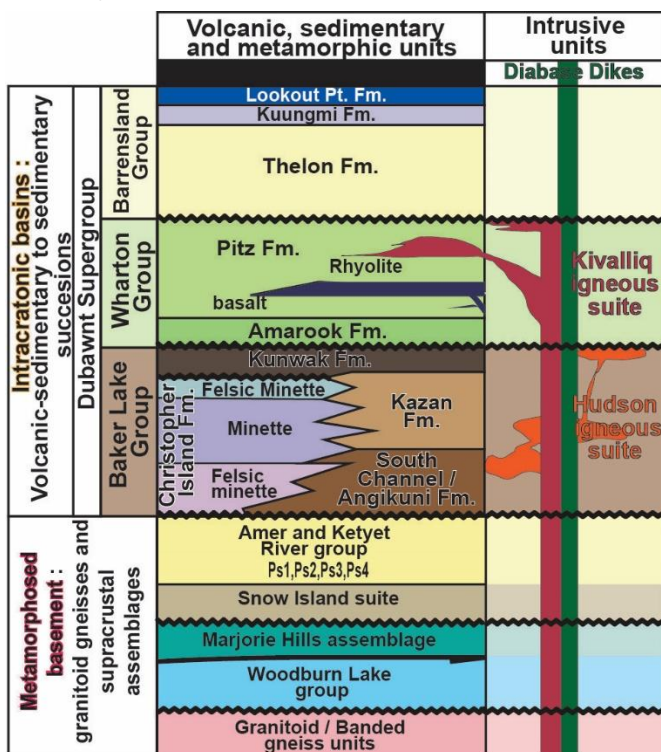 Volcanic, sedimentary
and metamorphic units
Intrusive
units
Diabase Dikes
Intracratonic basins :
Volcanic-sedimentary to sedimentary
succesions
Dubawnt Supergroup
Barrensland
Group
Lookout Pt. Fm.
Kuungmi Fm.
Thelon Fm.
Wharton
Group
Pitz Fm.
Rhyolite
basalt
Amarook Fm.
Kivalliq
igneous
suite
Baker Lake
Group
Kunwak Fm.
Christopher
Island Fm.
Felsic Minette
Minette
Felsic
minette
Kazan
Fm.
South
Channel /
Angikuni Fm.
Hudson
igneous
suite
Metamorphosed
basement :
granitoid gneisses and
supracrustal
assemblages
Amer and Ketyet
River group
Ps1,Ps2,Ps3,Ps4
Snow Island suite
Marjorie Hills assemblage
Woodburn Lake
group
Granitoid / Banded
gneiss units